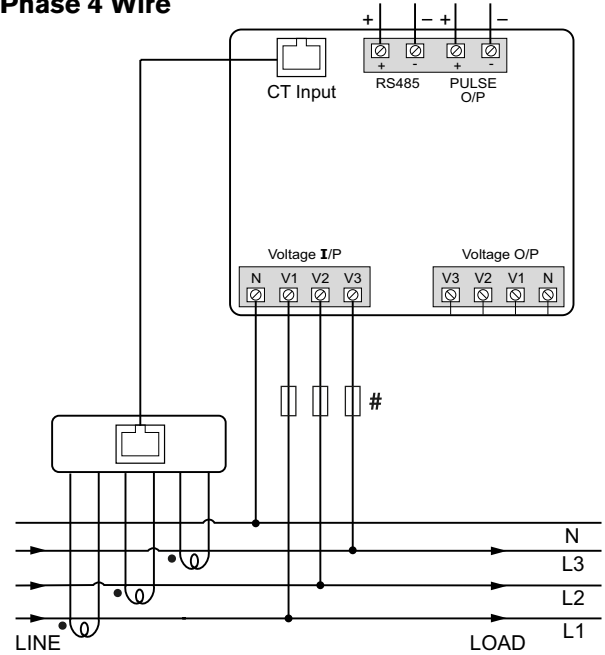 Phase 4 Wire
+ − + −
+ - + -
RS485 PULSE O/P
CT Input
Voltage I/P
N V1 V2 V3
Voltage O/P
V3 V2 V1 N
#
N
L3
L2
L1
LINE
LOAD